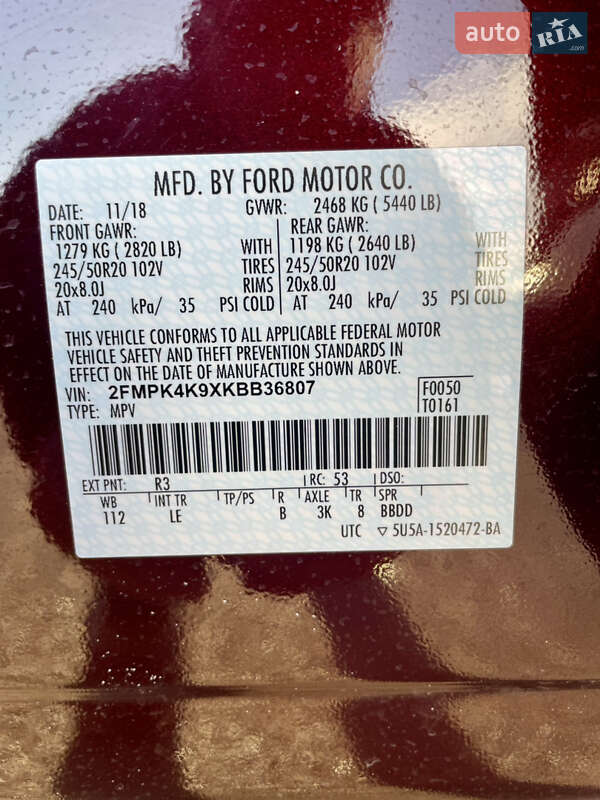 auto RIA .com
MFD. BY FORD MOTOR CO.
DATE: 11/18 GVWR: 2468 KG ( 5440 LB)
FRONT GAWR: REAR GAWR:
1279 KG ( 2820 LB) WITH 1198 KG ( 2640 LB) WITH
245/50R20 102V TIRES 245/50R20 102V TIRES
20x8.0J RIMS 20x8.0J RIMS
AT 240 kPa/ 35 PSI COLD AT 240 kPa/ 35 PSI COLD
THIS VEHICLE CONFORMS TO ALL APPLICABLE FEDERAL MOTOR
VEHICLE SAFETY AND THEFT PREVENTION STANDARDS IN
EFFECT ON THE DATE OF MANUFACTURE SHOWN ABOVE.
VIN: 2FMPK4K9XKBB36807 F0050
TYPE: MPV T0161
EXT PNT: R3 RC: 53 DSO:
WB INT TR TP/PS R AXLE TR SPR
112 LE B 3K 8 BBDD
UTC ▽ 5U5A-1520472-BA